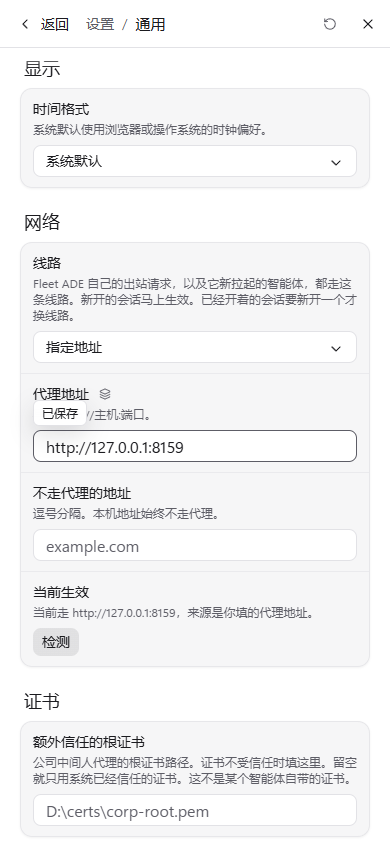 返回 设置 / 通用
显示
时间格式
系统默认使用浏览器或操作系统的时钟偏好。
系统默认
网络
线路
Fleet ADE 自己的出站请求，以及它新拉起的智能体，都走这
条线路。新开的会话马上生效。已经开着的会话要新开一个才
换线路。
指定地址
代理地址
已保存 //主机:端口。
http://127.0.0.1:8159
不走代理的地址
逗号分隔。本机地址始终不走代理。
example.com
当前生效
当前走 http://127.0.0.1:8159，来源是你填的代理地址。
检测
证书
额外信任的根证书
公司中间人代理的根证书路径。证书不受信任时填这里。留空
就只用系统已经信任的证书。这不是某个智能体自带的证书。
D:\certs\corp-root.pem